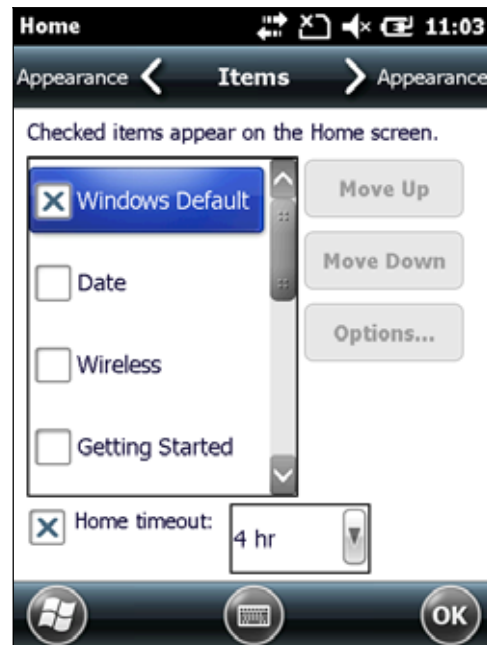 Home 11:03
Appearance Items Appearance
Checked items appear on the Home screen.
Windows Default
Move Up
Date
Move Down
Wireless
Options...
Getting Started
Home timeout: 4 hr
OK